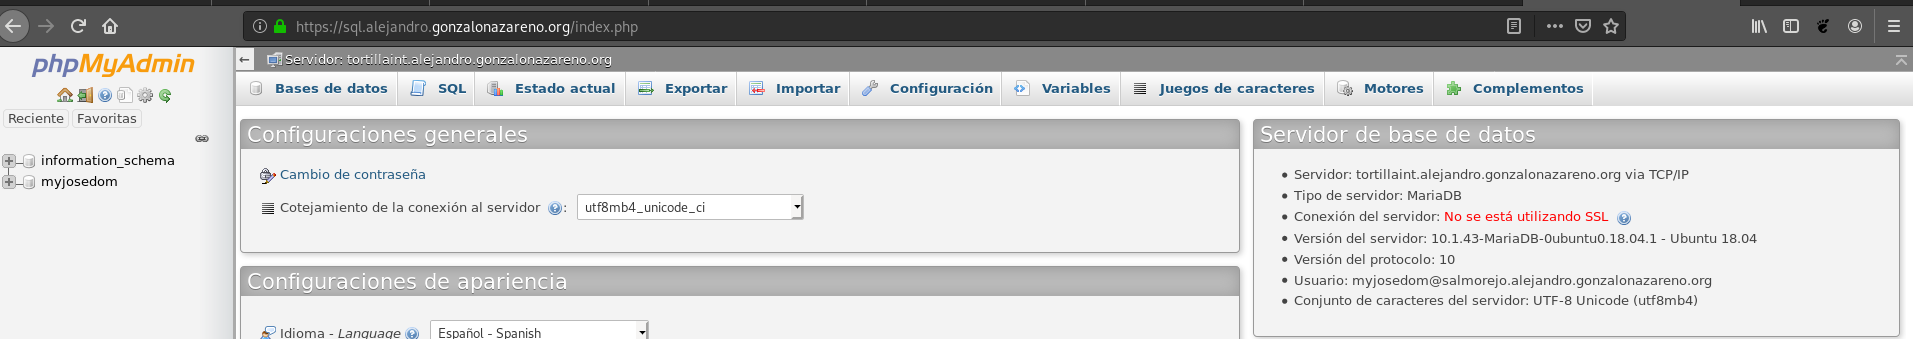 https://sql.alejandro.gonzalonazareno.org/index.php
phpMyAdmin
Reciente Favoritas
information_schema
myjosedom
Servidor: tortillaint.alejandro.gonzalonazareno.org
Bases de datos SQL Estado actual Exportar Importar Configuración Variables Juegos de caracteres Motores Complementos
Configuraciones generales
Cambio de contraseña
Cotejamiento de la conexión al servidor : utf8mb4_unicode_ci
Configuraciones de apariencia
Idioma - Language Español - Spanish
Servidor de base de datos
• Servidor: tortillaint.alejandro.gonzalonazareno.org via TCP/IP
• Tipo de servidor: MariaDB
• Conexión del servidor: No se está utilizando SSL
• Versión del servidor: 10.1.43-MariaDB-0ubuntu0.18.04.1 - Ubuntu 18.04
• Versión del protocolo: 10
• Usuario: myjosedom@salmorejo.alejandro.gonzalonazareno.org
• Conjunto de caracteres del servidor: UTF-8 Unicode (utf8mb4)